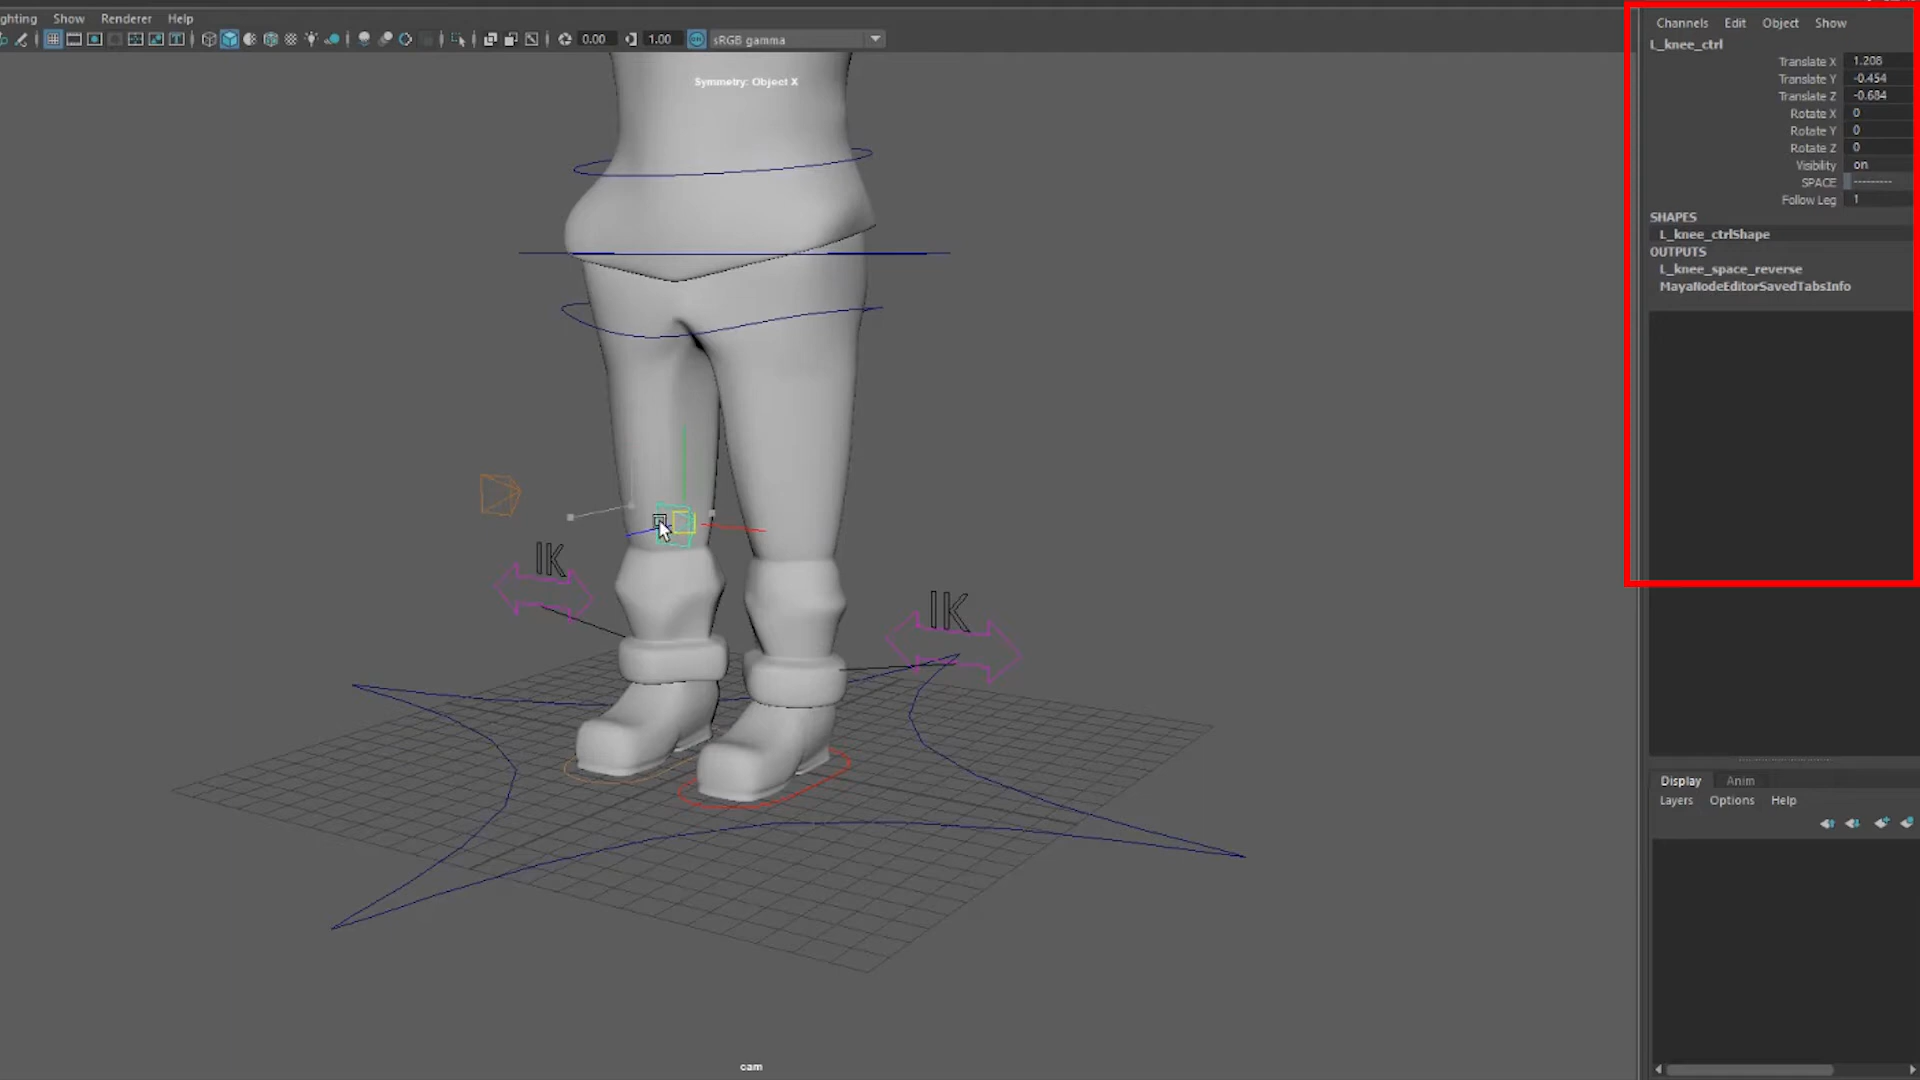 ghting Show Renderer Help
0.00 1.00 sRGB gamma
Symmetry: Object X
IK
IK
cam
Channels Edit Object Show
L_knee_ctrl
Translate X 1.208
Translate Y -0.454
Translate Z -0.684
Rotate X 0
Rotate Y 0
Rotate Z 0
Visibility on
SPACE ----------
Follow Leg 1
SHAPES
L_knee_ctrlShape
OUTPUTS
L_knee_space_reverse
MayaNodeEditorSavedTabsInfo
Display Anim
Layers Options Help